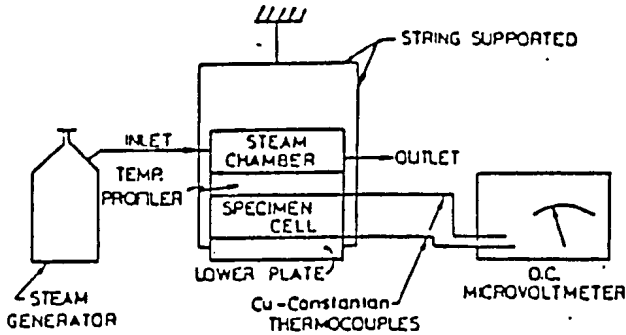 STRING SUPPORTED
INLET
STEAM
CHAMBER
OUTLET
TEMP.
PROFILER
SPECIMEN
CELL
LOWER PLATE
STEAM
GENERATOR
Cu-Constantan
THERMOCOUPLES
D.C.
MICROVOLTMETER